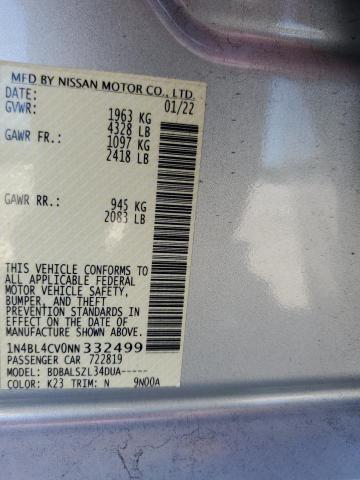 MFD BY NISSAN MOTOR CO., LTD.
DATE: 01/22
GVWR: 1963 KG
4328 LB
GAWR FR.: 1097 KG
2418 LB
GAWR RR.: 945 KG
2083 LB
THIS VEHICLE CONFORMS TO
ALL APPLICABLE FEDERAL
MOTOR VEHICLE SAFETY,
BUMPER, AND THEFT
PREVENTION STANDARDS IN
EFFECT ON THE DATE OF
MANUFACTURE SHOWN ABOVE.
1N4BL4CV0NN332499
PASSENGER CAR 722819
MODEL: BDBALSZL34DUA-----
COLOR: K23 TRIM: N 9N00A